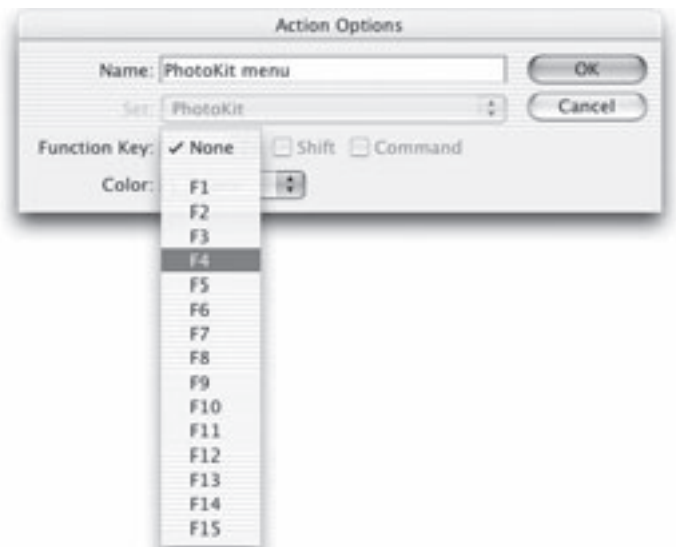 Action Options
Name: PhotoKit menu
OK
Set: PhotoKit
Cancel
Function Key: ✓ None Shift Command
Color:
F1
F2
F3
F4
F5
F6
F7
F8
F9
F10
F11
F12
F13
F14
F15